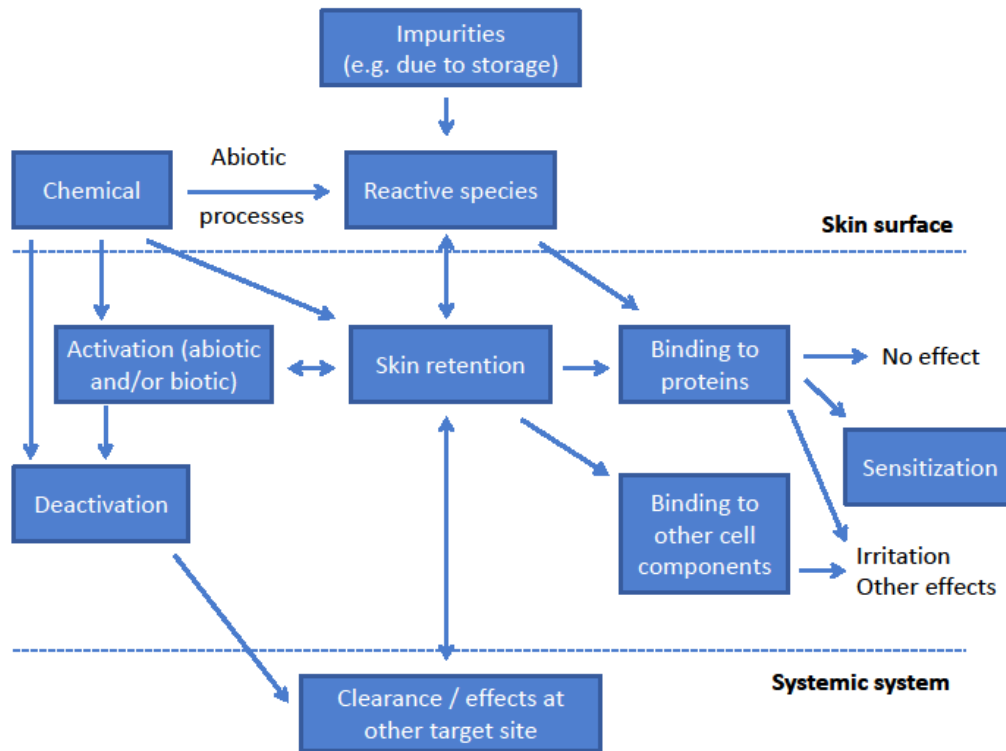 Impurities
(e.g. due to storage)
Abiotic
Chemical
Reactive species
processes
Skin surface
Activation (abiotic
and/or biotic)
Skin retention
Binding to
proteins
No effect
Sensitization
Deactivation
Binding to
other cell
components
Irritation
Other effects
Systemic system
Clearance / effects at
other target site